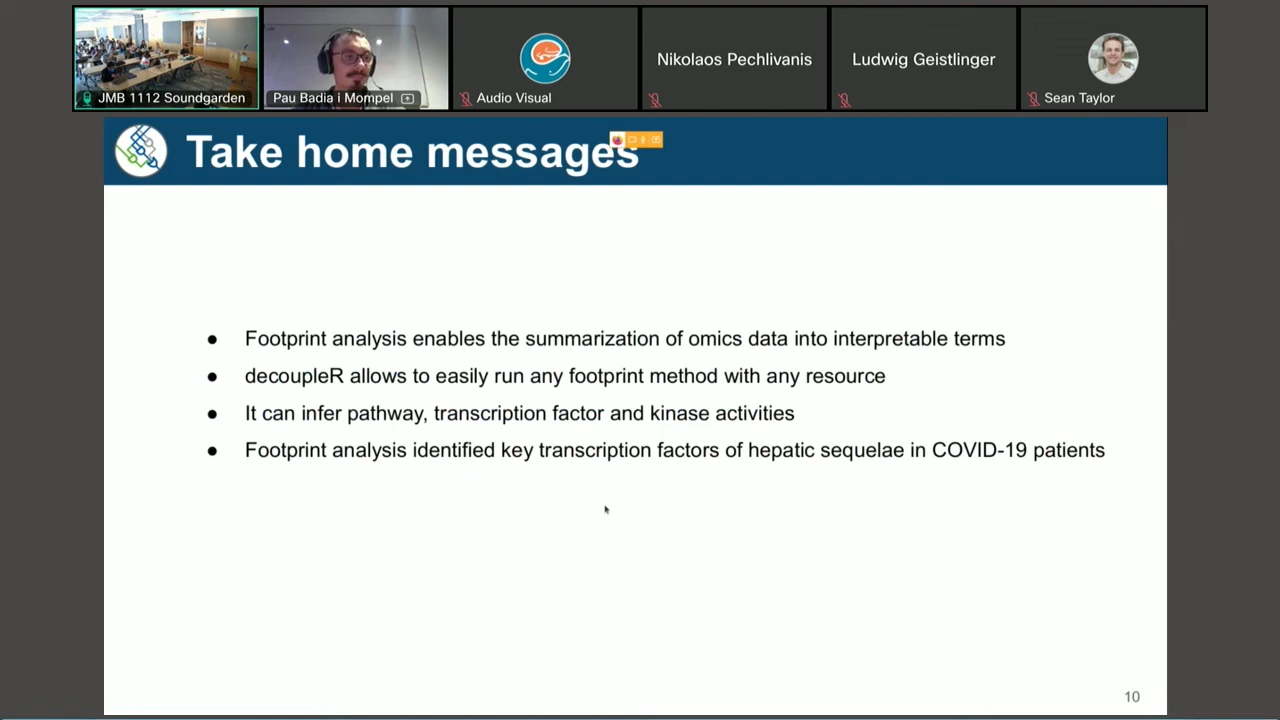 JMB 1112 Soundgarden
Pau Badia i Mompel
Audio Visual
Nikolaos Pechlivanis
Ludwig Geistlinger
Sean Taylor
Take home messages
● Footprint analysis enables the summarization of omics data into interpretable terms
● decoupleR allows to easily run any footprint method with any resource
● It can infer pathway, transcription factor and kinase activities
● Footprint analysis identified key transcription factors of hepatic sequelae in COVID-19 patients
10